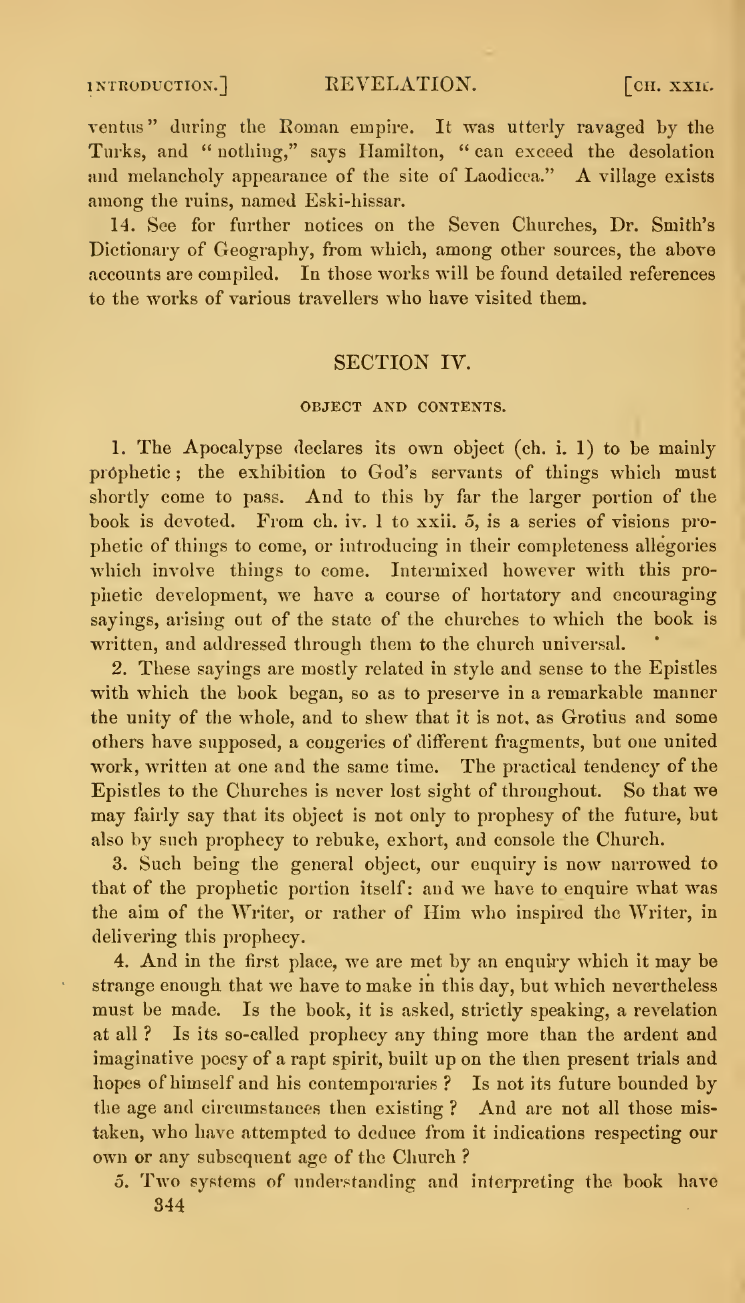 INTRODUCTION.] REVELATION. [CH. XXII.
ventus” during the Roman empire. It was utterly ravaged by the
Turks, and “ nothing,” says Hamilton, “ can exceed the desolation
and melancholy appearance of the site of Laodicea.” A village exists
among the ruins, named Eski-hissar.
14. See for further notices on the Seven Churches, Dr. Smith’s
Dictionary of Geography, from which, among other sources, the above
accounts are compiled. In those works will be found detailed references
to the works of various travellers who have visited them.
SECTION IV.
OBJECT AND CONTENTS.
1. The Apocalypse declares its own object (ch. i. 1) to be mainly
prophetic ; the exhibition to God’s servants of things which must
shortly come to pass. And to this by far the larger portion of the
book is devoted. From ch. iv. 1 to xxii. 5, is a series of visions pro-
phetic of things to come, or introducing in their completeness allegories
which involve things to come. Intermixed however with this pro-
phetic development, we have a course of hortatory and encouraging
sayings, arising out of the state of the churches to which the book is
written, and addressed through them to the church universal.
2. These sayings are mostly related in style and sense to the Epistles
with which the book began, so as to preserve in a remarkable manner
the unity of the whole, and to shew that it is not, as Grotius and some
others have supposed, a congeries of different fragments, but one united
work, written at one and the same time. The practical tendency of the
Epistles to the Churches is never lost sight of throughout. So that we
may fairly say that its object is not only to prophesy of the future, but
also by such prophecy to rebuke, exhort, and console the Church.
3. Such being the general object, our enquiry is now narrowed to
that of the prophetic portion itself: and we have to enquire what was
the aim of the Writer, or rather of Him who inspired the Writer, in
delivering this prophecy.
4. And in the first place, we are met by an enquiry which it may be
strange enough that we have to make in this day, but which nevertheless
must be made. Is the book, it is asked, strictly speaking, a revelation
at all ? Is its so-called prophecy any thing more than the ardent and
imaginative poesy of a rapt spirit, built up on the then present trials and
hopes of himself and his contemporaries ? Is not its future bounded by
the age and circumstances then existing ? And are not all those mis-
taken, who have attempted to deduce from it indications respecting our
own or any subsequent age of the Church ?
5. Two systems of understanding and interpreting the book have
344